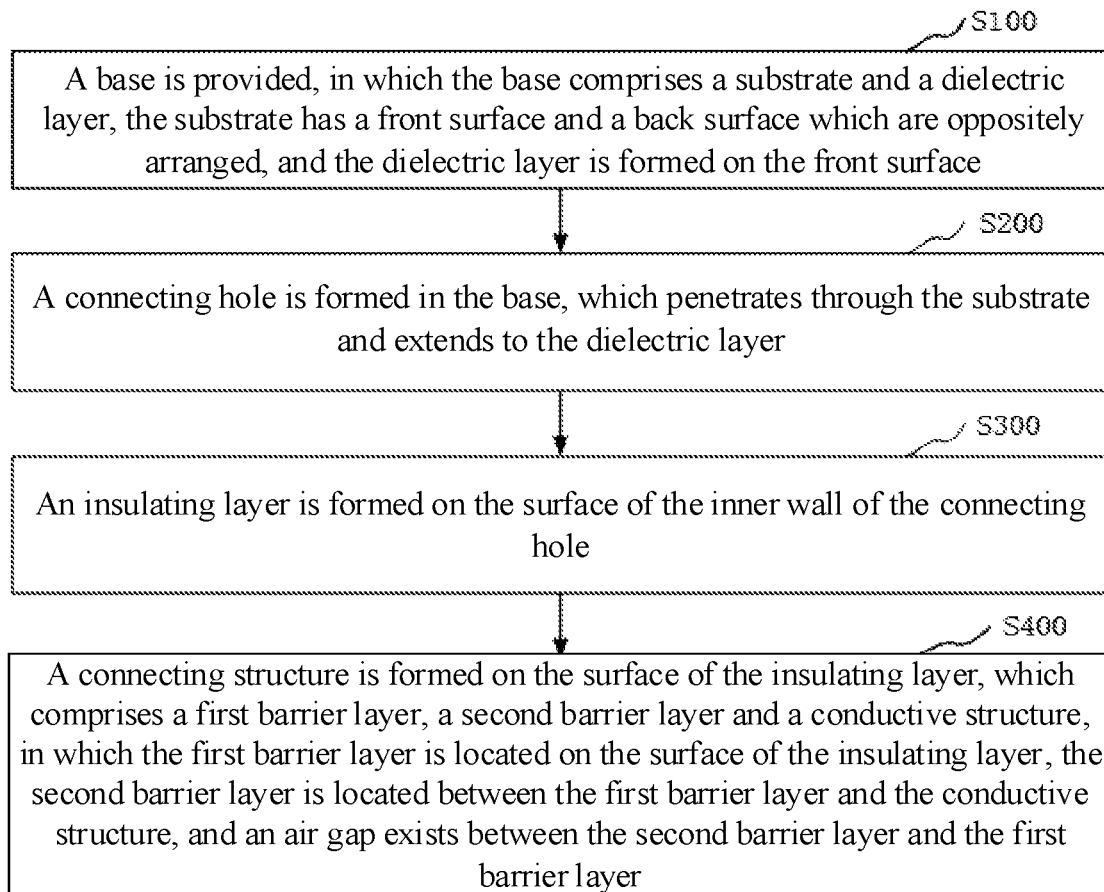 S100
A base is provided, in which the base comprises a substrate and a dielectric
layer, the substrate has a front surface and a back surface which are oppositely
arranged, and the dielectric layer is formed on the front surface
S200
A connecting hole is formed in the base, which penetrates through the substrate
and extends to the dielectric layer
S300
An insulating layer is formed on the surface of the inner wall of the connecting
hole
S400
A connecting structure is formed on the surface of the insulating layer, which
comprises a first barrier layer, a second barrier layer and a conductive structure,
in which the first barrier layer is located on the surface of the insulating layer, the
second barrier layer is located between the first barrier layer and the conductive
structure, and an air gap exists between the second barrier layer and the first
barrier layer